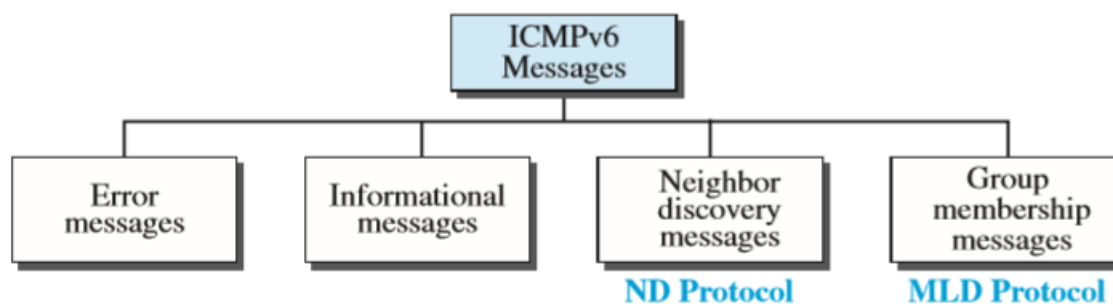 ICMPv6
Messages
Error
messages
Informational
messages
Neighbor
discovery
messages
Group
membership
messages
ND Protocol
MLD Protocol